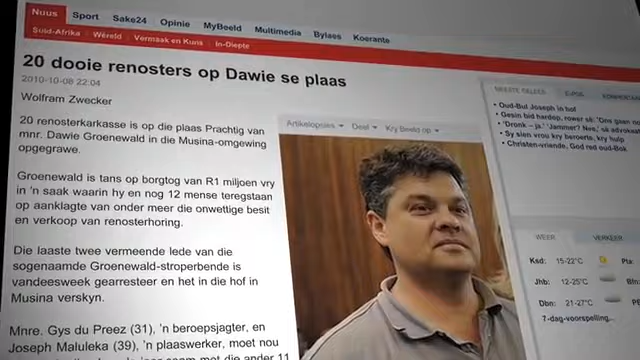 Nuus Sport Sake24 Opinie MyBeeld Multimedia Bylaes Koerante
Suid-Afrika | Wêreld | Vermaak en Kuns | In-Diepte
20 dooie renosters op Dawie se plaas
2010-10-08 22:04
Wolfram Zwecker
20 renosterkarkasse is op die plaas Prachtig van
mnr. Dawie Groenewald in die Musina-omgewing
opgegrawe.
Groenewald is tans op borgtog van R1 miljoen vry
in 'n saak waarin hy en nog 12 mense teregstaan
op aanklagte van onder meer die onwettige besit
en verkoop van renosterhoring.
Die laaste twee vermeende lede van die
sogenaamde Groenewald-stroperbende is
vandeesweek gearresteer en het in die hof in
Musina verskyn.
Mnre. Gys du Preez (31), 'n beroepsjagter, en
Joseph Maluleka (39), 'n plaaswerker, moet nou
met die ander 11
Artikelopsies Deel Kry Beeld op
MEESTE GELEES E-POS
• Oud-Bul Joseph in hof
• Gesin bid hardop, rower sê: 'Ons gaan
• 'Dronk – ja.' 'Jammer? Nee,' sê
• Sy sien vrou kry beroerte, kry hulp
• Christen-vriende, God red oud-Bok
WEER VERKEER
Ksd: 15-22°C
Jhb: 12-25°C
Dbn: 21-27°C
7-dag-voorspelling